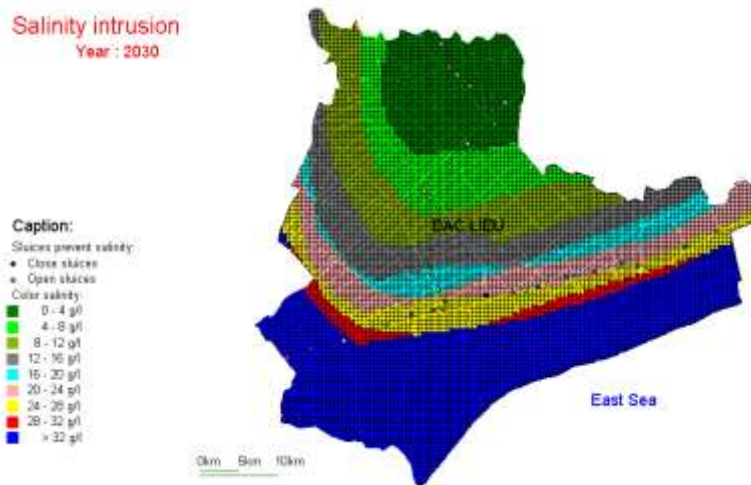 Salinity intrusion
Year : 2030
BAC LIEU
Caption:
Sluices prevent salinity:
Close sluices
Open sluices
Color salinity:
0 - 4 g/l
4 - 8 g/l
8 - 12 g/l
12 - 16 g/l
16 - 20 g/l
20 - 24 g/l
24 - 28 g/l
28 - 32 g/l
> 32 g/l
East Sea
0km 5km 10km